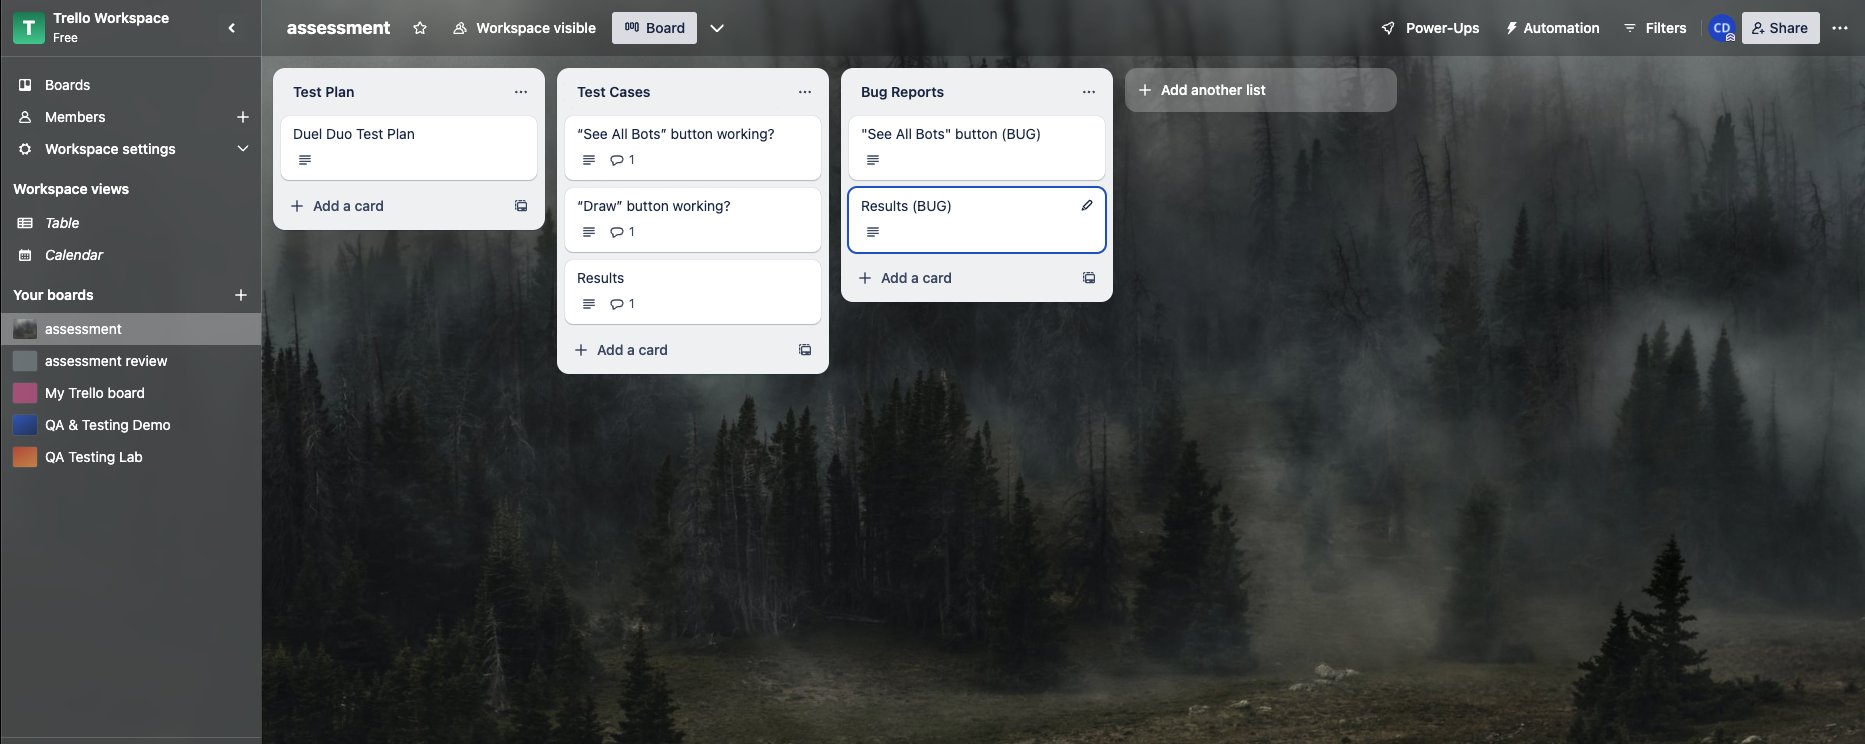 T
Trello Workspace
Free
Boards
Members
Workspace settings
Workspace views
Table
Calendar
Your boards
assessment
assessment review
My Trello board
QA & Testing Demo
QA Testing Lab
assessment
Workspace visible
Board
Power-Ups
Automation
Filters
CD
Share
Test Plan
Duel Duo Test Plan
Add a card
Test Cases
“See All Bots” button working?
1
“Draw” button working?
1
Results
1
Add a card
Bug Reports
"See All Bots" button (BUG)
Results (BUG)
Add a card
Add another list